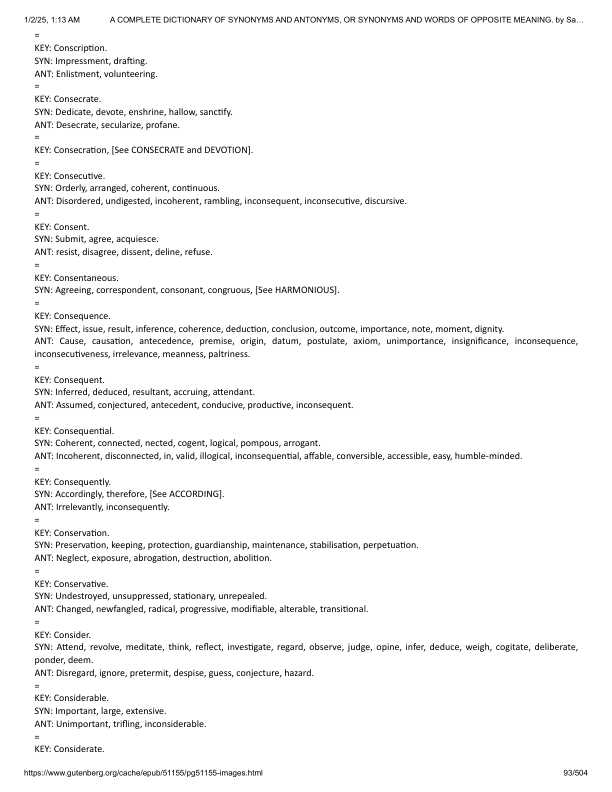 1/2/25, 1:13 AM A COMPLETE DICTIONARY OF SYNONYMS AND ANTONYMS, OR SYNONYMS AND WORDS OF OPPOSITE MEANING. by Sa…
=
KEY: Conscription.
SYN: Impressment, drafting.
ANT: Enlistment, volunteering.
=
KEY: Consecrate.
SYN: Dedicate, devote, enshrine, hallow, sanctify.
ANT: Desecrate, secularize, profane.
=
KEY: Consecration, [See CONSECRATE and DEVOTION].
=
KEY: Consecutive.
SYN: Orderly, arranged, coherent, continuous.
ANT: Disordered, undigested, incoherent, rambling, inconsequent, inconsecutive, discursive.
=
KEY: Consent.
SYN: Submit, agree, acquiesce.
ANT: resist, disagree, dissent, deline, refuse.
=
KEY: Consentaneous.
SYN: Agreeing, correspondent, consonant, congruous, [See HARMONIOUS].
=
KEY: Consequence.
SYN: Effect, issue, result, inference, coherence, deduction, conclusion, outcome, importance, note, moment, dignity.
ANT: Cause, causation, antecedence, premise, origin, datum, postulate, axiom, unimportance, insignificance, inconsequence,
inconsecutiveness, irrelevance, meanness, paltriness.
=
KEY: Consequent.
SYN: Inferred, deduced, resultant, accruing, attendant.
ANT: Assumed, conjectured, antecedent, conducive, productive, inconsequent.
=
KEY: Consequential.
SYN: Coherent, connected, nected, cogent, logical, pompous, arrogant.
ANT: Incoherent, disconnected, in, valid, illogical, inconsequential, affable, conversible, accessible, easy, humble-minded.
=
KEY: Consequently.
SYN: Accordingly, therefore, [See ACCORDING].
ANT: Irrelevantly, inconsequently.
=
KEY: Conservation.
SYN: Preservation, keeping, protection, guardianship, maintenance, stabilisation, perpetuation.
ANT: Neglect, exposure, abrogation, destruction, abolition.
=
KEY: Conservative.
SYN: Undestroyed, unsuppressed, stationary, unrepealed.
ANT: Changed, newfangled, radical, progressive, modifiable, alterable, transitional.
=
KEY: Consider.
SYN: Attend, revolve, meditate, think, reflect, investigate, regard, observe, judge, opine, infer, deduce, weigh, cogitate, deliberate,
ponder, deem.
ANT: Disregard, ignore, pretermit, despise, guess, conjecture, hazard.
=
KEY: Considerable.
SYN: Important, large, extensive.
ANT: Unimportant, trifling, inconsiderable.
=
KEY: Considerate.
https://www.gutenberg.org/cache/epub/51155/pg51155-images.html 93/504